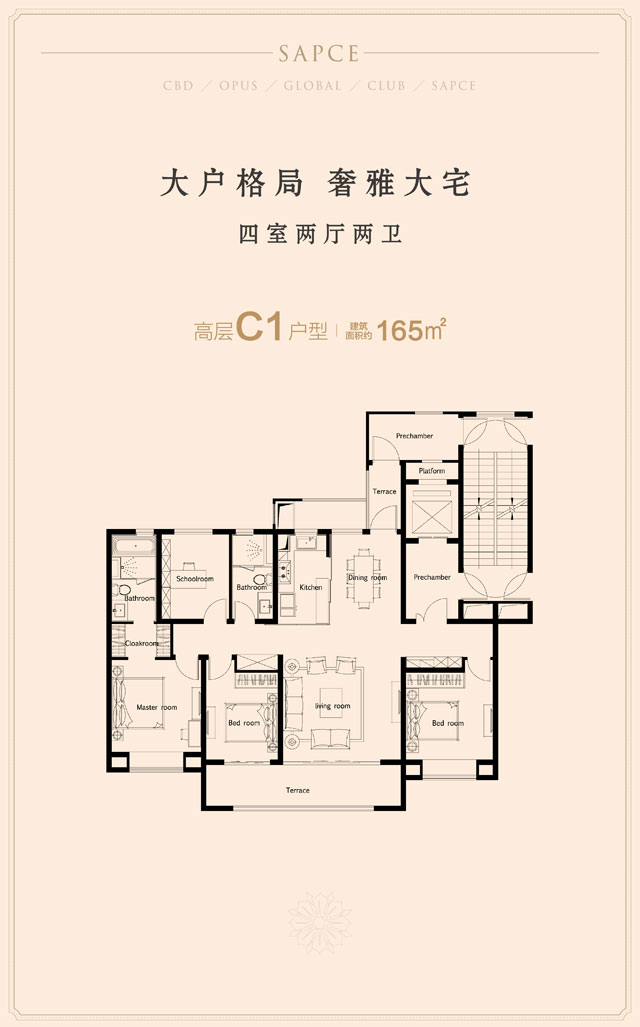 SAPCE
CBD / OPUS / GLOBAL / CLUB / SAPCE
大户格局 奢雅大宅
四室两厅两卫
高层C1户型 | 建筑面积约 165㎡
Prechamber
Platform
Terrace
Schoolroom
Bathroom
Bathroom
Kitchen
Dining room
Prechamber
Cloakroom
Master room
Bed room
living room
Bed room
Terrace